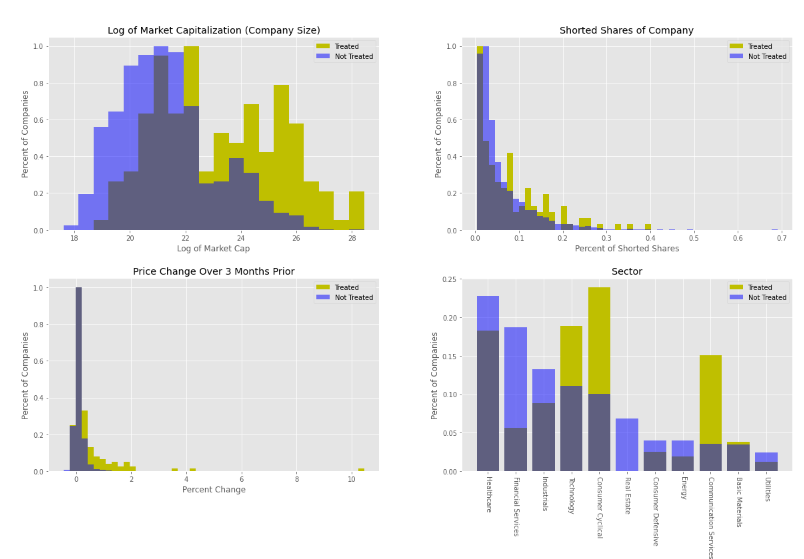 Log of Market Capitalization (Company Size)
Percent of Companies
1.0
0.8
0.6
0.4
0.2
0.0
Treated
Not Treated
18 20 22 24 26 28
Log of Market Cap
Shorted Shares of Company
Percent of Companies
1.0
0.8
0.6
0.4
0.2
0.0
Treated
Not Treated
0.0 0.1 0.2 0.3 0.4 0.5 0.6 0.7
Percent of Shorted Shares
Price Change Over 3 Months Prior
Percent of Companies
1.0
0.8
0.6
0.4
0.2
0.0
Treated
Not Treated
0 2 4 6 8 10
Percent Change
Sector
Percent of Companies
0.25
0.20
0.15
0.10
0.05
0.00
Treated
Not Treated
Healthcare
Financial Services
Industrials
Technology
Consumer Cyclical
Real Estate
Consumer Defensive
Energy
Communication Services
Basic Materials
Utilities